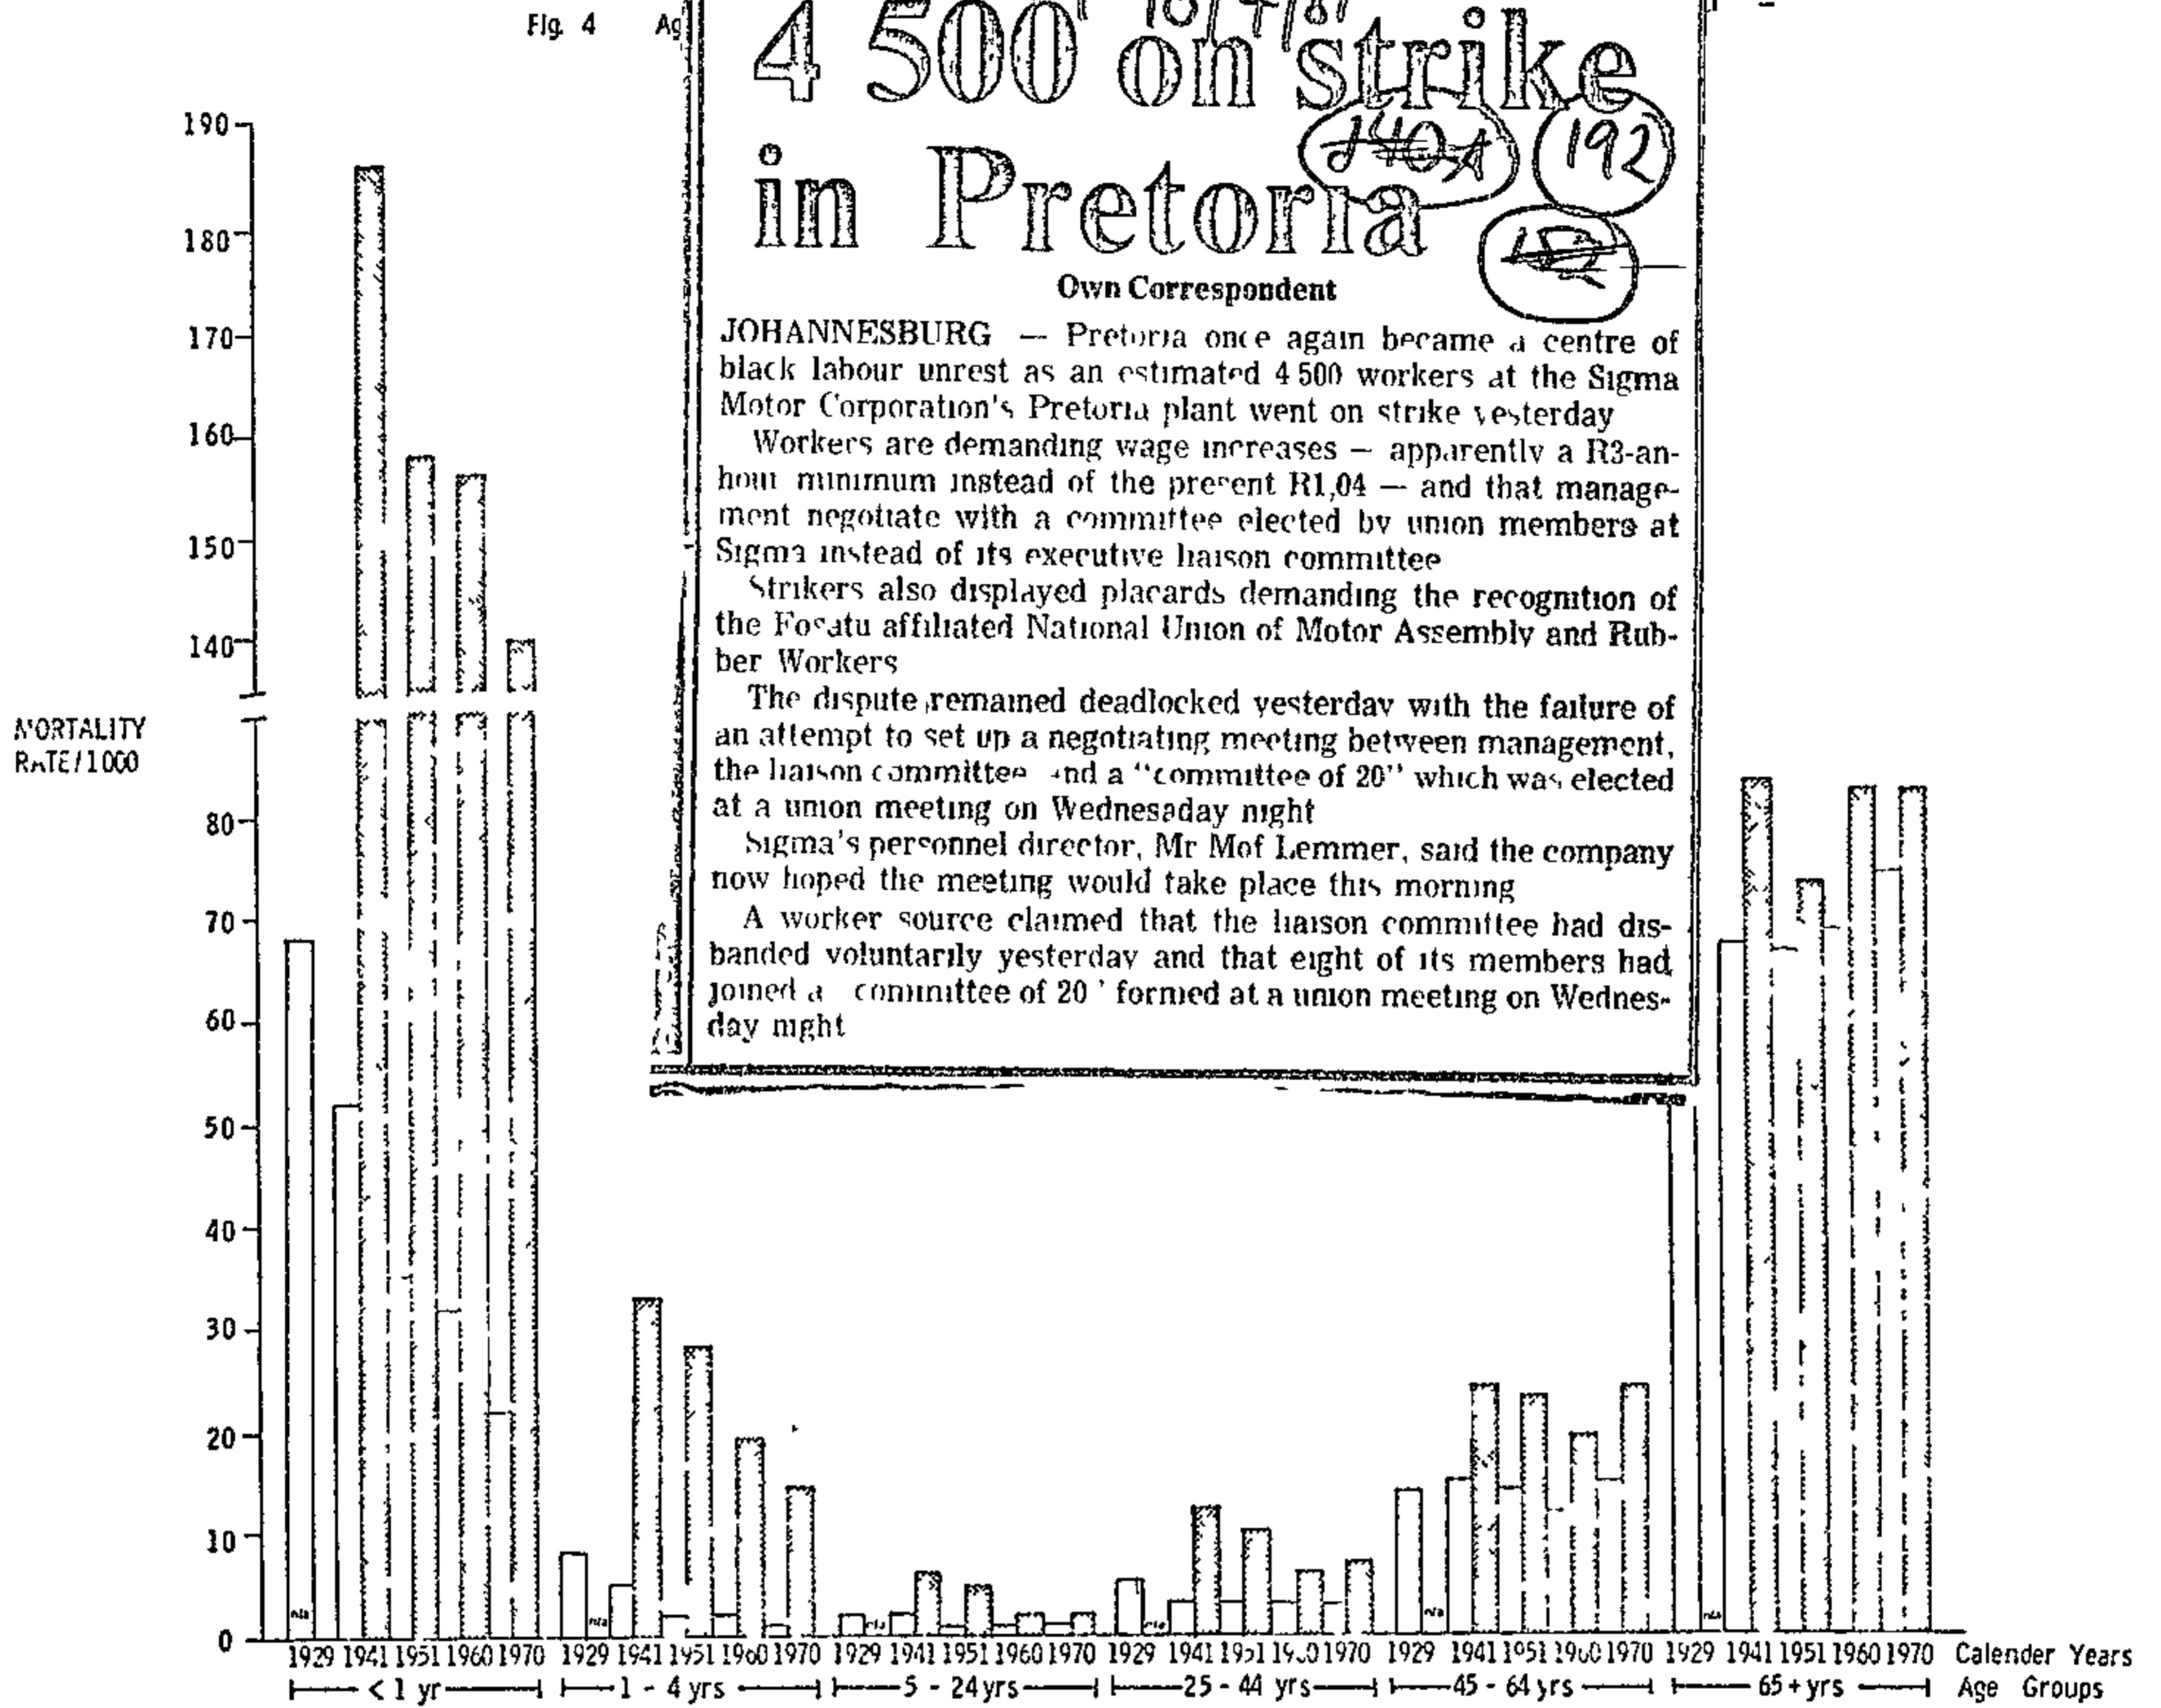 Fig. 4 Ag
10/4/81
4 500 on strike
in Pretoria
192
Own Correspondent
JOHANNESBURG — Pretoria once again became a centre of
black labour unrest as an estimated 4 500 workers at the Sigma
Motor Corporation's Pretoria plant went on strike yesterday
Workers are demanding wage increases — apparently a R3-an-
hour minimum instead of the present R1,04 — and that manage-
ment negotiate with a committee elected by union members at
Sigma instead of its executive liaison committee
Strikers also displayed placards demanding the recognition of
the Fosatu affiliated National Union of Motor Assembly and Rub-
ber Workers
The dispute remained deadlocked yesterday with the failure of
an attempt to set up a negotiating meeting between management,
the liaison committee and a "committee of 20" which was elected
at a union meeting on Wednesaday night
Sigma's personnel director, Mr Mof Lemmer, said the company
now hoped the meeting would take place this morning
A worker source claimed that the liaison committee had dis-
banded voluntarily yesterday and that eight of its members had
joined a committee of 20' formed at a union meeting on Wednes-
day night
MORTALITY
RATE/1000
190
180
170
160
150
140
80
70
60
50
40
30
20
10
0
n/a n/a n/a n/a n/a n/a
1929 1941 1951 1960 1970 1929 1941 1951 1960 1970 1929 1941 1951 1960 1970 1929 1941 1951 1960 1970 1929 1941 1951 1960 1970 1929 1941 1951 1960 1970 Calender Years
< 1 yr 1 - 4 yrs 5 - 24 yrs 25 - 44 yrs 45 - 64 yrs 65 + yrs Age Groups